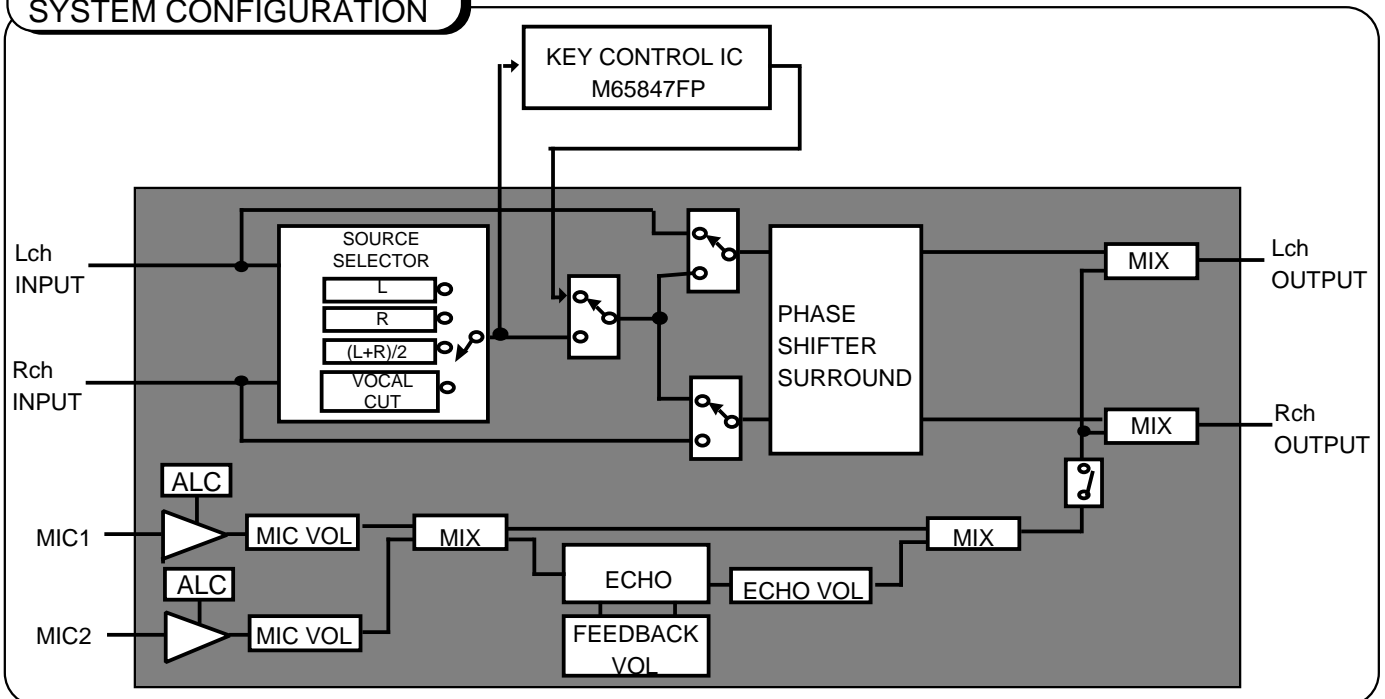 SYSTEM CONFIGURATION
KEY CONTROL IC
M65847FP
Lch
INPUT
SOURCE
SELECTOR
L
R
(L+R)/2
VOCAL
CUT
Rch
INPUT
PHASE
SHIFTER
SURROUND
MIX
Lch
OUTPUT
MIX
Rch
OUTPUT
ALC
MIC1
MIC VOL
MIX
MIX
ALC
ECHO
ECHO VOL
MIC2
MIC VOL
FEEDBACK
VOL